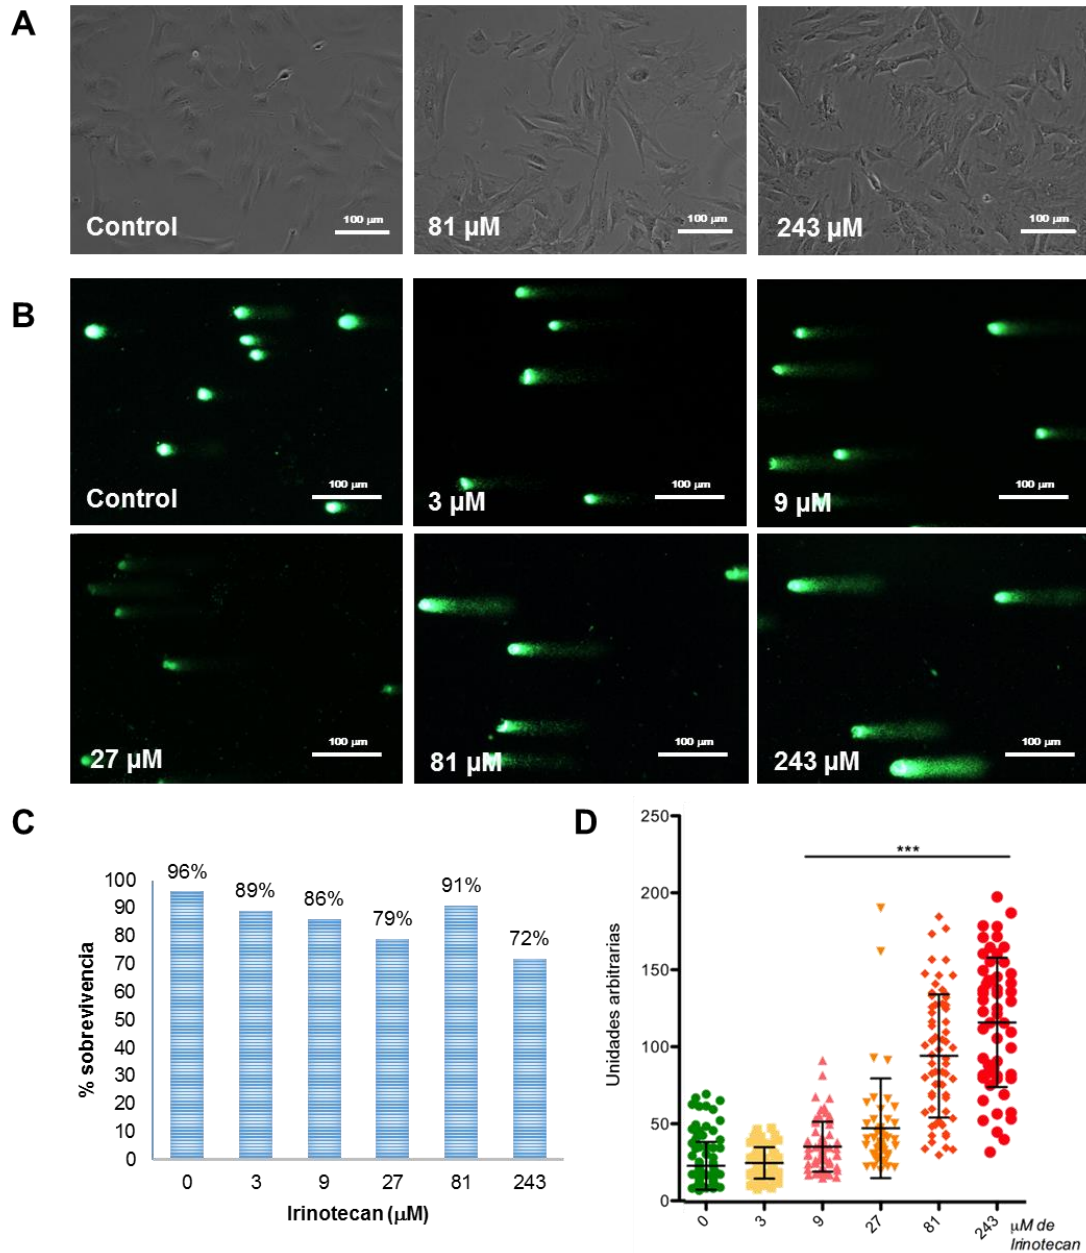 A
Control
100 µm
81 µM
100 µm
243 µM
100 µm
B
Control
100 µm
3 µM
100 µm
9 µM
100 µm
27 µM
100 µm
81 µM
100 µm
243 µM
100 µm
C
% sobrevivencia
100
90
80
70
60
50
40
30
20
10
0
96%
89%
86%
79%
91%
72%
0 3 9 27 81 243
Irinotecan (µM)
D
Unidades arbitrarias
250
200
150
100
50
0
***
0 3 9 27 81 243
µM de
Irinotecan